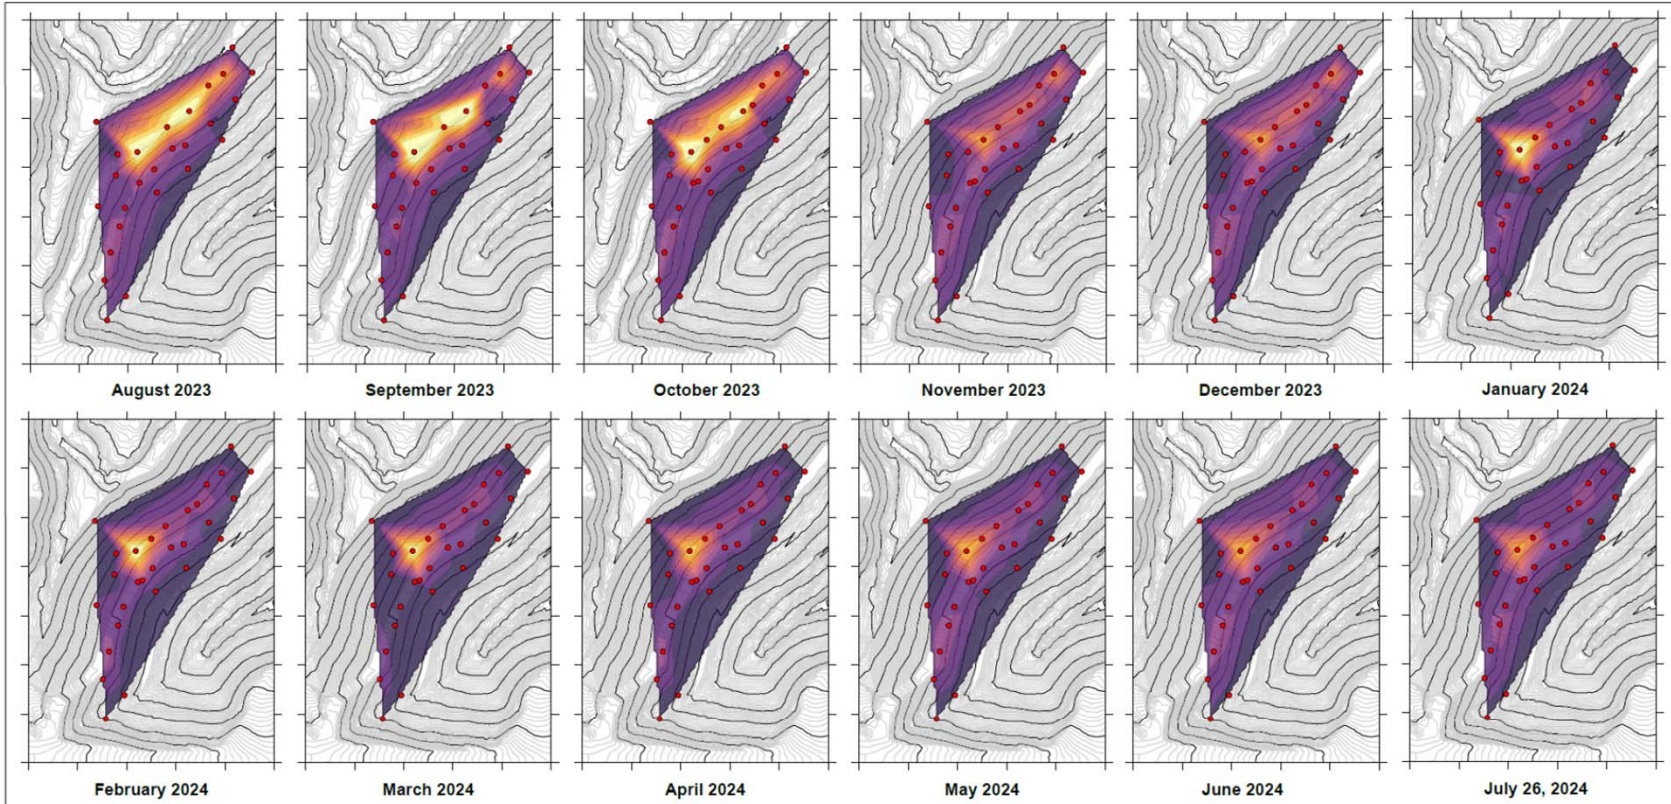 August 2023
September 2023
October 2023
November 2023
December 2023
January 2024
February 2024
March 2024
April 2024
May 2024
June 2024
July 26, 2024